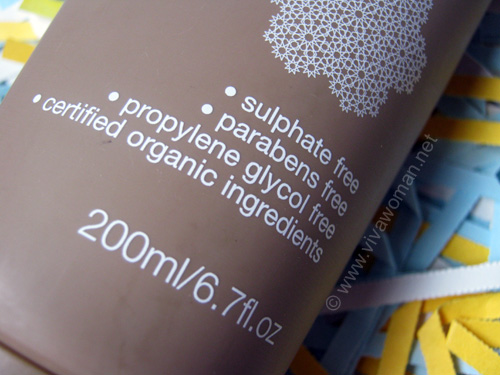 • sulphate free
• parabens free
• propylene glycol free
• certified organic ingredients
200ml/6.7fl.oz
© www.vivawoman.net